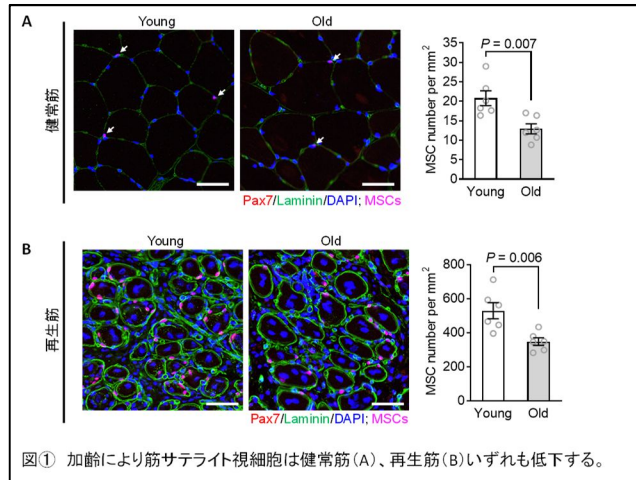 A
Young
Old
健常筋
Pax7/Laminin/DAPI; MSCs
P = 0.007
MSC number per mm²
35
30
25
20
15
10
5
0
Young
Old
B
Young
Old
再生筋
Pax7/Laminin/DAPI; MSCs
P = 0.006
MSC number per mm²
800
600
400
200
0
Young
Old
図① 加齢により筋サテライト視細胞は健常筋(A)、再生筋(B)いずれも低下する。